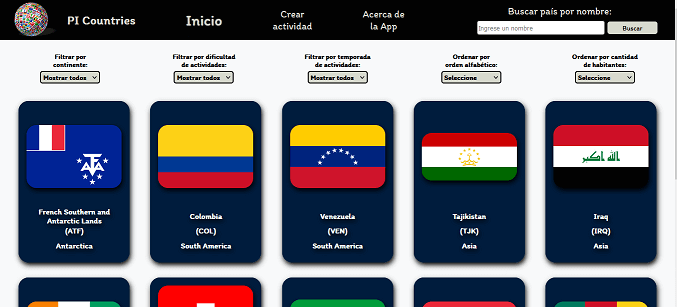 PI Countries
Inicio
Crear
actividad
Acerca de
la App
Buscar país por nombre:
Ingrese un nombre
Buscar
Filtrar por
continente:
Mostrar todos
Filtrar por dificultad
de actividades:
Mostrar todos
Filtrar por temporada
de actividades:
Mostrar todos
Ordenar por
orden alfabético:
Seleccione
Ordenar por cantidad
de habitantes:
Seleccione
French Southern and
Antarctic Lands
(ATF)
Antarctica
Colombia
(COL)
South America
Venezuela
(VEN)
South America
Tajikistan
(TJK)
Asia
الله اكبر
Iraq
(IRQ)
Asia